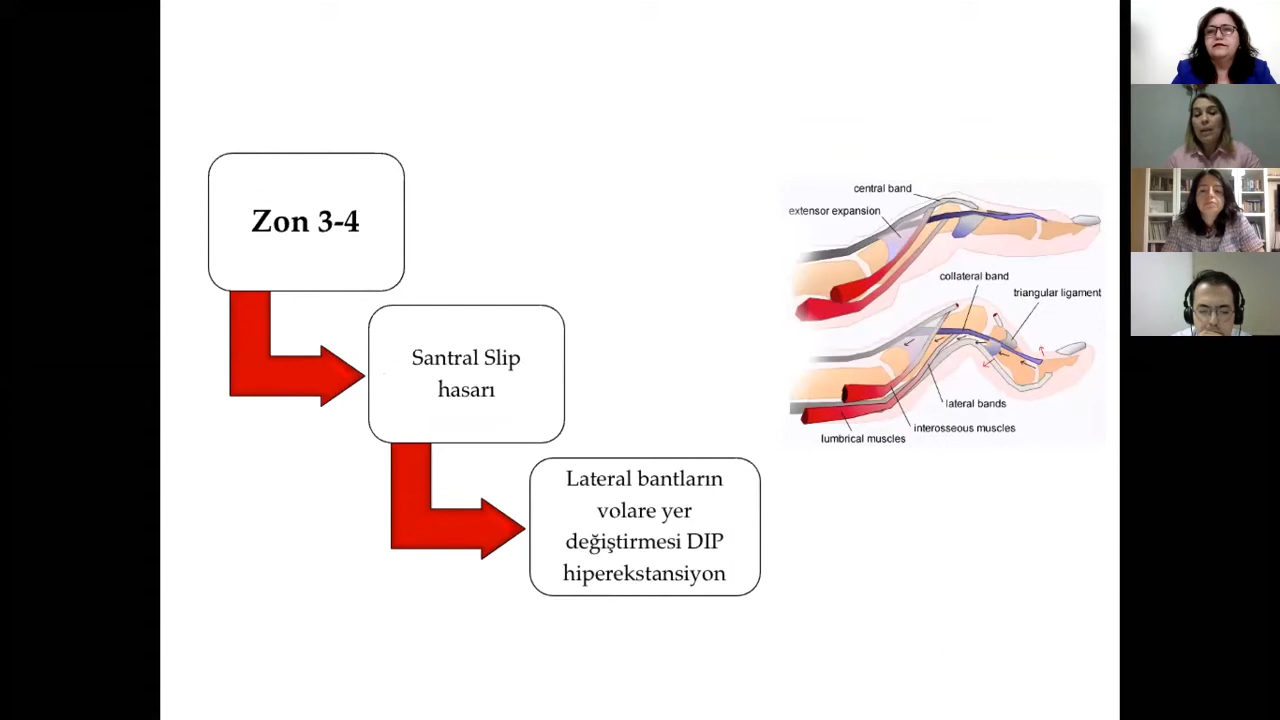 Zon 3-4
Santral Slip
hasarı
Lateral bantların
volare yer
değiştirmesi DIP
hiperekstansiyon
central band
extensor expansion
collateral band
triangular ligament
lateral bands
interosseous muscles
lumbrical muscles